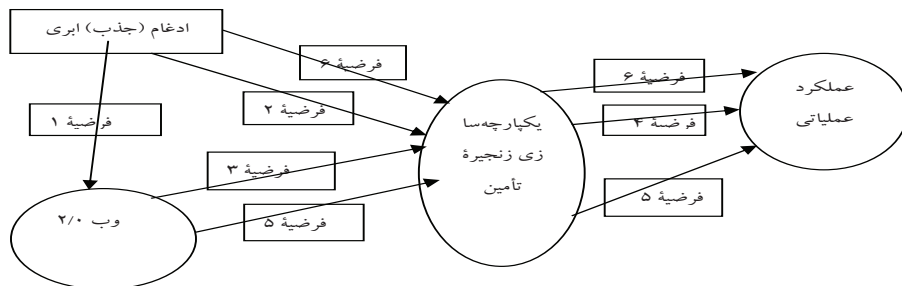 ادغام (جذب) ابری
فرضیهٔ ۶
فرضیهٔ ۶
عملکرد
عملیاتی
فرضیهٔ ۲
فرضیهٔ ۱
یکپارچه‌سا
زی زنجیرهٔ
تأمین
فرضیهٔ ۴
فرضیهٔ ۳
فرضیهٔ ۵
وب ۲/۰
فرضیهٔ ۵